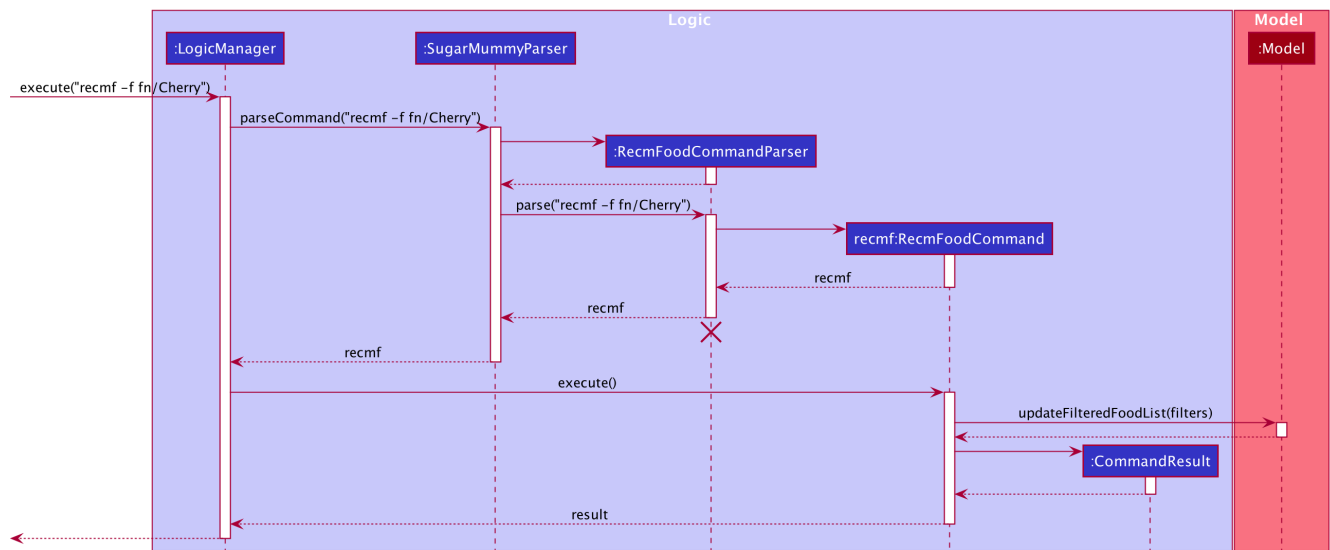 Logic
Model
:LogicManager
:SugarMummyParser
:Model
execute("recmf -f fn/Cherry")
parseCommand("recmf -f fn/Cherry")
:RecmFoodCommandParser
parse("recmf -f fn/Cherry")
recmf:RecmFoodCommand
recmf
recmf
recmf
execute()
updateFilteredFoodList(filters)
:CommandResult
result